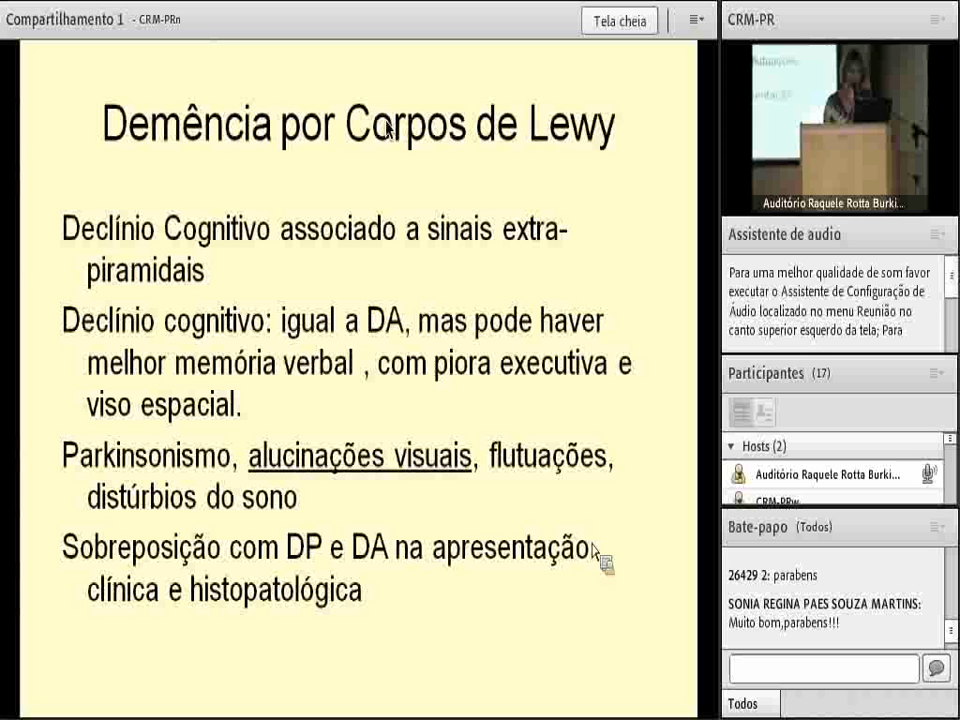 Compartilhamento 1 - CRM-PRn
Tela cheia
Demência por Corpos de Lewy
Declínio Cognitivo associado a sinais extra-
piramidais
Declínio cognitivo: igual a DA, mas pode haver
melhor memória verbal , com piora executiva e
viso espacial.
Parkinsonismo, alucinações visuais, flutuações,
distúrbios do sono
Sobreposição com DP e DA na apresentação
clínica e histopatológica
CRM-PR
Auditório Raquele Rotta Burki...
Assistente de audio
Para uma melhor qualidade de som favor
executar o Assistente de Configuração de
Áudio localizado no menu Reunião no
canto superior esquerdo da tela; Para
Participantes (17)
Hosts (2)
Auditório Raquele Rotta Burki...
CRM-PRw
Bate-papo (Todos)
26429 2: parabens
SONIA REGINA PAES SOUZA MARTINS:
Muito bom,parabens!!!
Todos